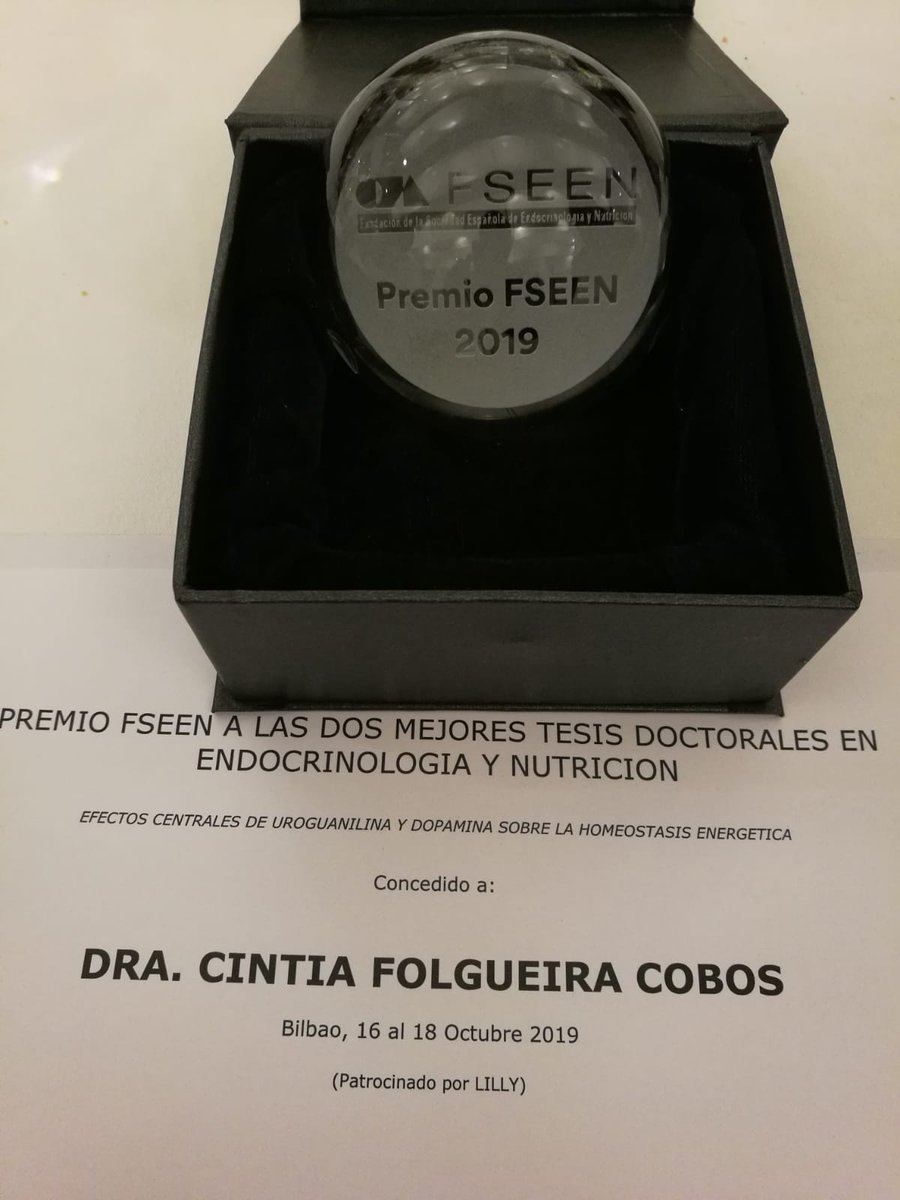 FSEEN
Fundación de la Sociedad Española de Endocrinología y Nutrición
Premio FSEEN
2019
PREMIO FSEEN A LAS DOS MEJORES TESIS DOCTORALES EN
ENDOCRINOLOGIA Y NUTRICION
EFECTOS CENTRALES DE UROGUANILINA Y DOPAMINA SOBRE LA HOMEOSTASIS ENERGETICA
Concedido a:
DRA. CINTIA FOLGUEIRA COBOS
Bilbao, 16 al 18 Octubre 2019
(Patrocinado por LILLY)